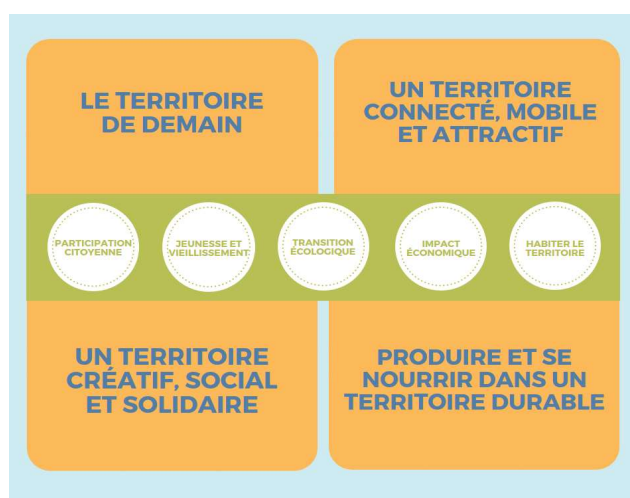 LE TERRITOIRE
DE DEMAIN
UN TERRITOIRE
CONNECTÉ, MOBILE
ET ATTRACTIF
PARTICIPATION
CITOYENNE
JEUNESSE ET
VIEILLISSEMENT
TRANSITION
ÉCOLOGIQUE
IMPACT
ÉCONOMIQUE
HABITER LE
TERRITOIRE
UN TERRITOIRE
CRÉATIF, SOCIAL
ET SOLIDAIRE
PRODUIRE ET SE
NOURRIR DANS UN
TERRITOIRE DURABLE